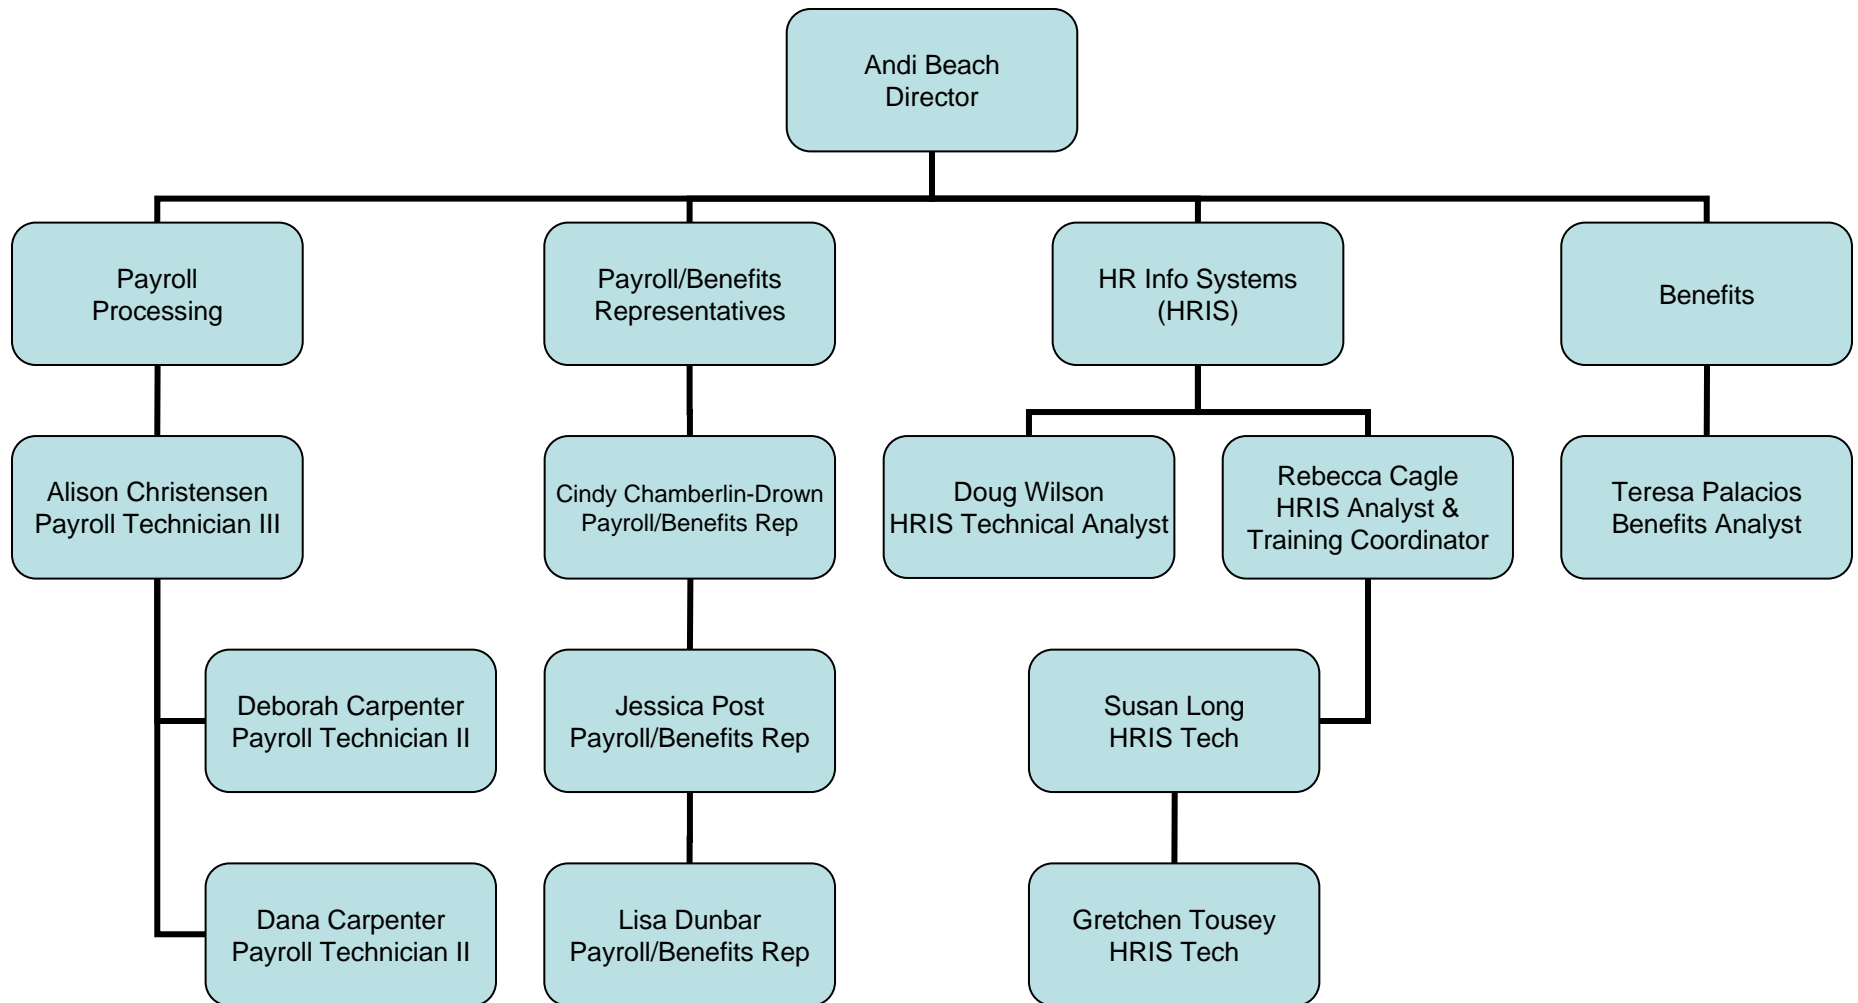 Andi Beach
Director
Payroll
Processing
Payroll/Benefits
Representatives
HR Info Systems
(HRIS)
Benefits
Alison Christensen
Payroll Technician III
Cindy Chamberlin-Drown
Payroll/Benefits Rep
Doug Wilson
HRIS Technical Analyst
Rebecca Cagle
HRIS Analyst &
Training Coordinator
Teresa Palacios
Benefits Analyst
Deborah Carpenter
Payroll Technician II
Jessica Post
Payroll/Benefits Rep
Susan Long
HRIS Tech
Dana Carpenter
Payroll Technician II
Lisa Dunbar
Payroll/Benefits Rep
Gretchen Tousey
HRIS Tech